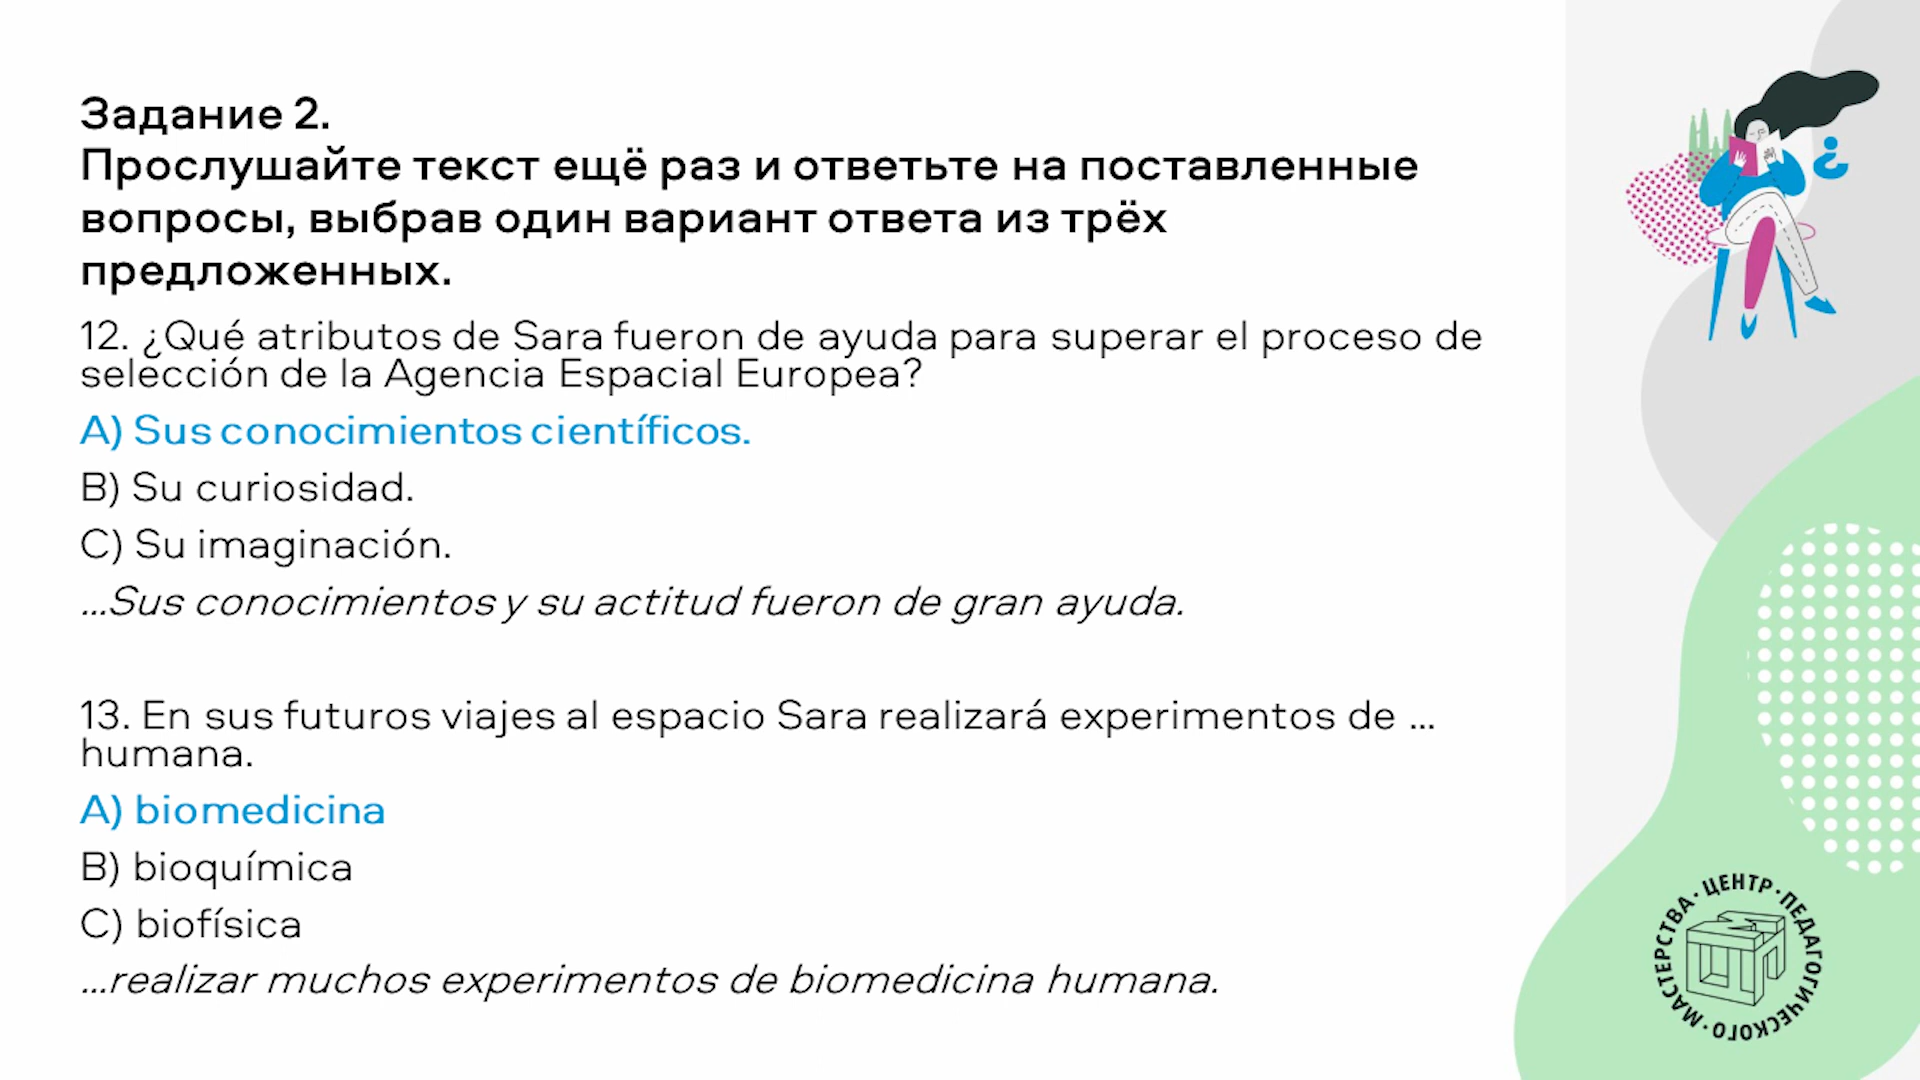 Задание 2.
Прослушайте текст ещё раз и ответьте на поставленные
вопросы, выбрав один вариант ответа из трёх
предложенных.
12. ¿Qué atributos de Sara fueron de ayuda para superar el proceso de
selección de la Agencia Espacial Europea?
A) Sus conocimientos científicos.
B) Su curiosidad.
C) Su imaginación.
...Sus conocimientos y su actitud fueron de gran ayuda.
13. En sus futuros viajes al espacio Sara realizará experimentos de ...
humana.
A) biomedicina
B) bioquímica
C) biofísica
...realizar muchos experimentos de biomedicina humana.
¿
ЦЕНТР · ПЕДАГОГИЧЕСКОГО · МАСТЕРСТВА ·